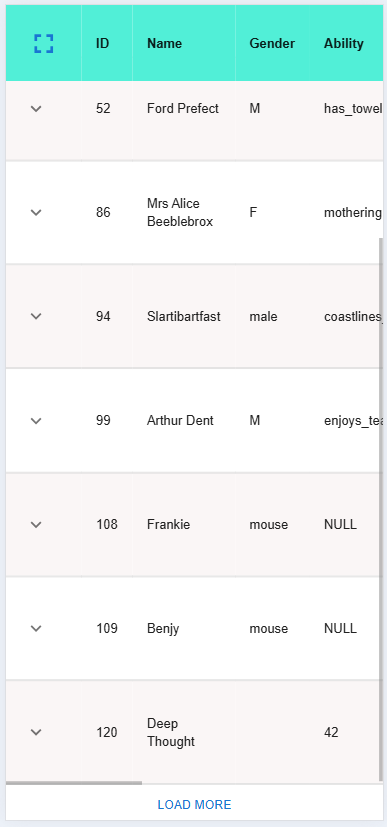 ID Name Gender Ability
52 Ford Prefect M has_towel
86 Mrs Alice Beeblebrox F mothering
94 Slartibartfast male coastlines_
99 Arthur Dent M enjoys_tea
108 Frankie mouse NULL
109 Benjy mouse NULL
120 Deep Thought 42
LOAD MORE